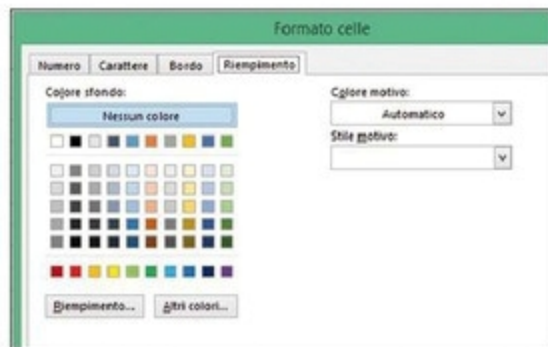 Formato celle
Numero Carattere Bordo Riempimento
Colore sfondo:
Nessun colore
Riempimento... Altri colori...
Colore motivo:
Automatico
Stile motivo: